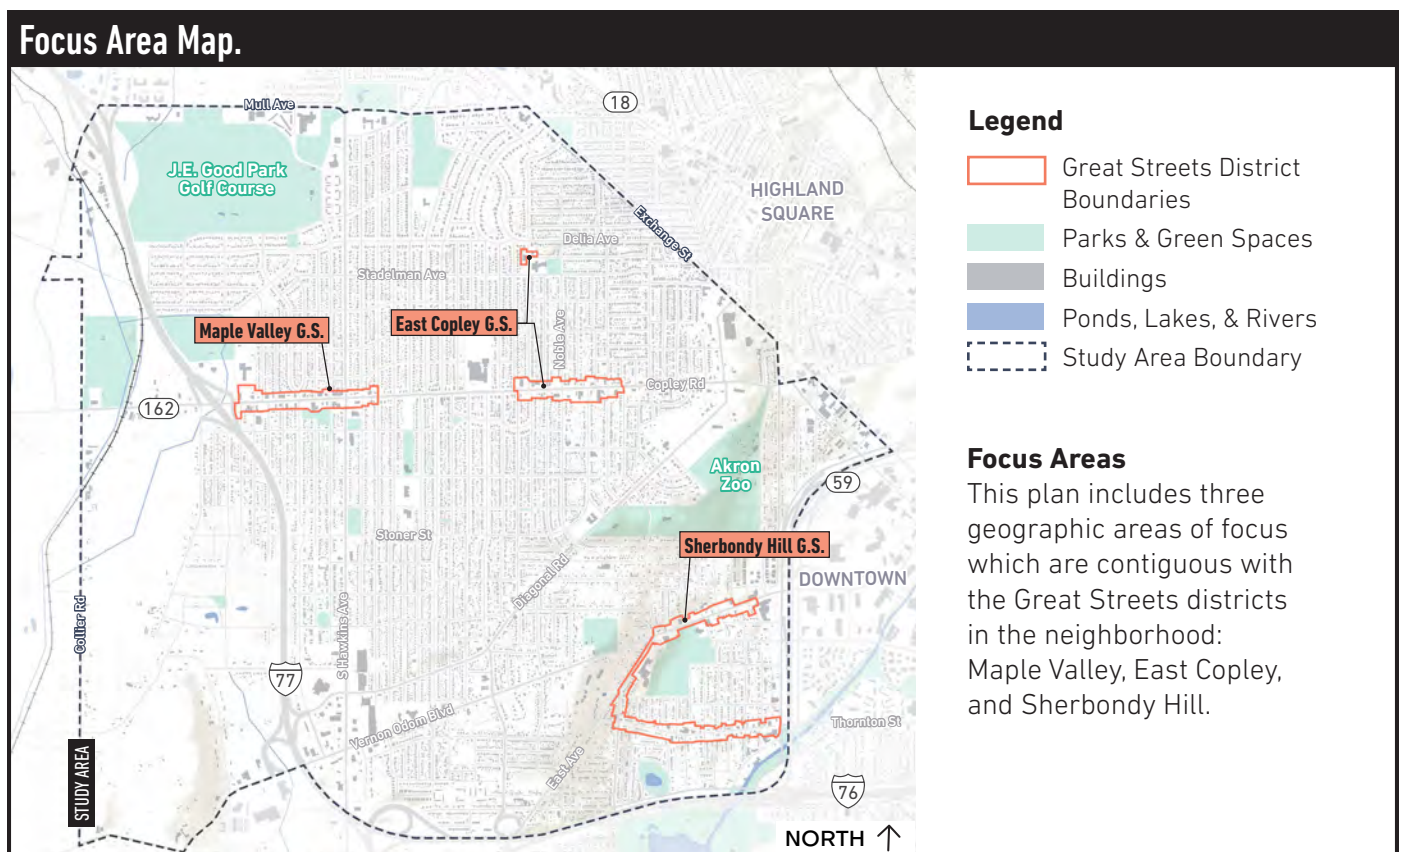 Focus Area Map.
Mull Ave
18
J.E. Good Park
Golf Course
HIGHLAND
SQUARE
Exchange St
Delia Ave
Stadelman Ave
Maple Valley G.S.
East Copley G.S.
Noble Ave
Copley Rd
162
Akron
Zoo
59
Stoner St
Sherbondy Hill G.S.
DOWNTOWN
Diagonal Rd
Collier Rd
S Hawkins Ave
77
Vernon Odom Blvd
Thornton St
East Ave
STUDY AREA
76
NORTH
Legend
Great Streets District
Boundaries
Parks & Green Spaces
Buildings
Ponds, Lakes, & Rivers
Study Area Boundary
Focus Areas
This plan includes three
geographic areas of focus
which are contiguous with
the Great Streets districts
in the neighborhood:
Maple Valley, East Copley,
and Sherbondy Hill.